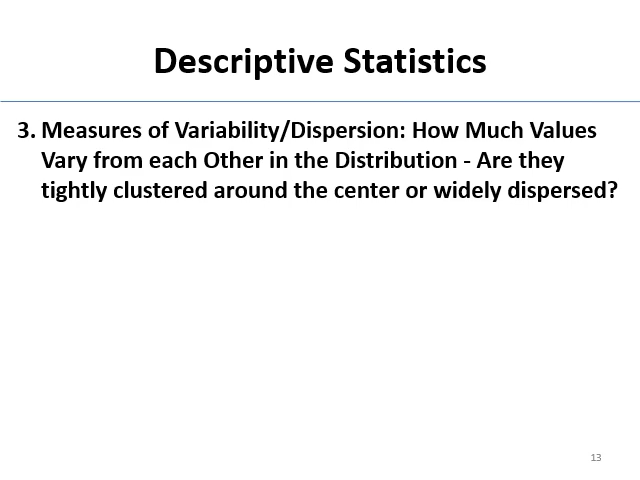 Descriptive Statistics
3. Measures of Variability/Dispersion: How Much Values
Vary from each Other in the Distribution - Are they
tightly clustered around the center or widely dispersed?
13